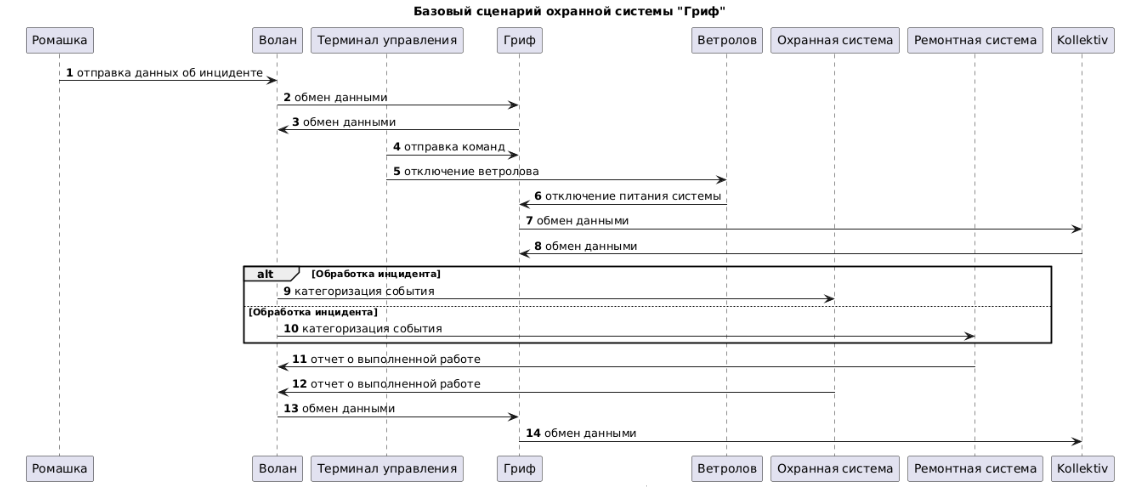 Базовый сценарий охранной системы "Гриф"
Ромашка Волан Терминал управления Гриф Ветролов Охранная система Ремонтная система Kollektiv
1 отправка данных об инциденте
2 обмен данными
3 обмен данными
4 отправка команд
5 отключение ветролова
6 отключение питания системы
7 обмен данными
8 обмен данными
alt [Обработка инцидента]
9 категоризация события
[Обработка инцидента]
10 категоризация события
11 отчет о выполненной работе
12 отчет о выполненной работе
13 обмен данными
14 обмен данными
Ромашка Волан Терминал управления Гриф Ветролов Охранная система Ремонтная система Kollektiv